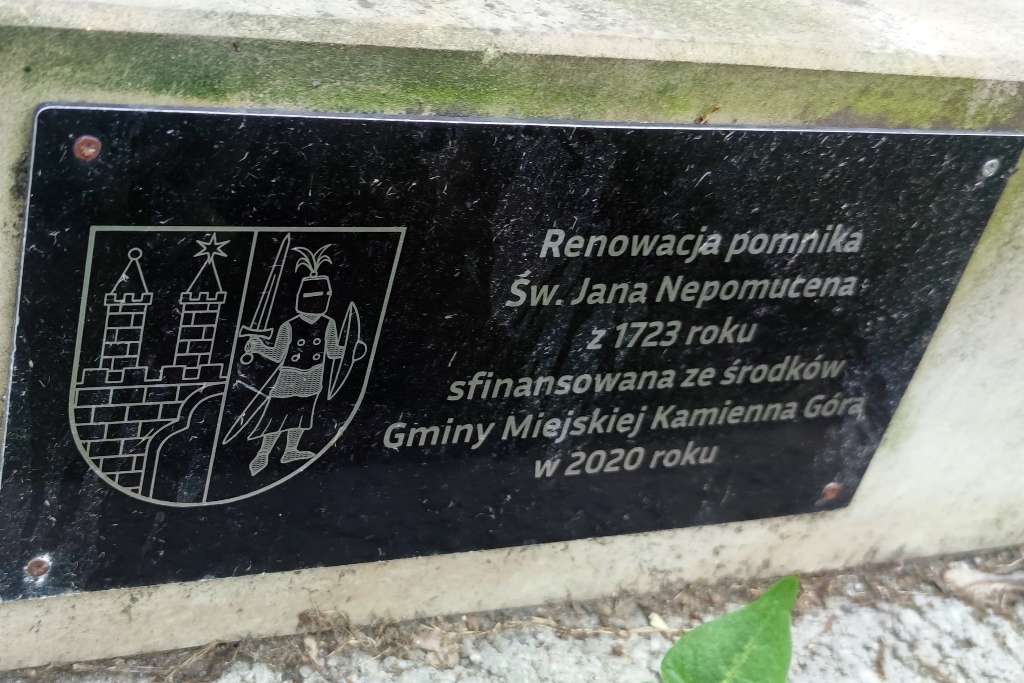 Renowacja pomnika
Św. Jana Nepomucena
z 1723 roku
sfinansowana ze środków
Gminy Miejskiej Kamienna Góra
w 2020 roku